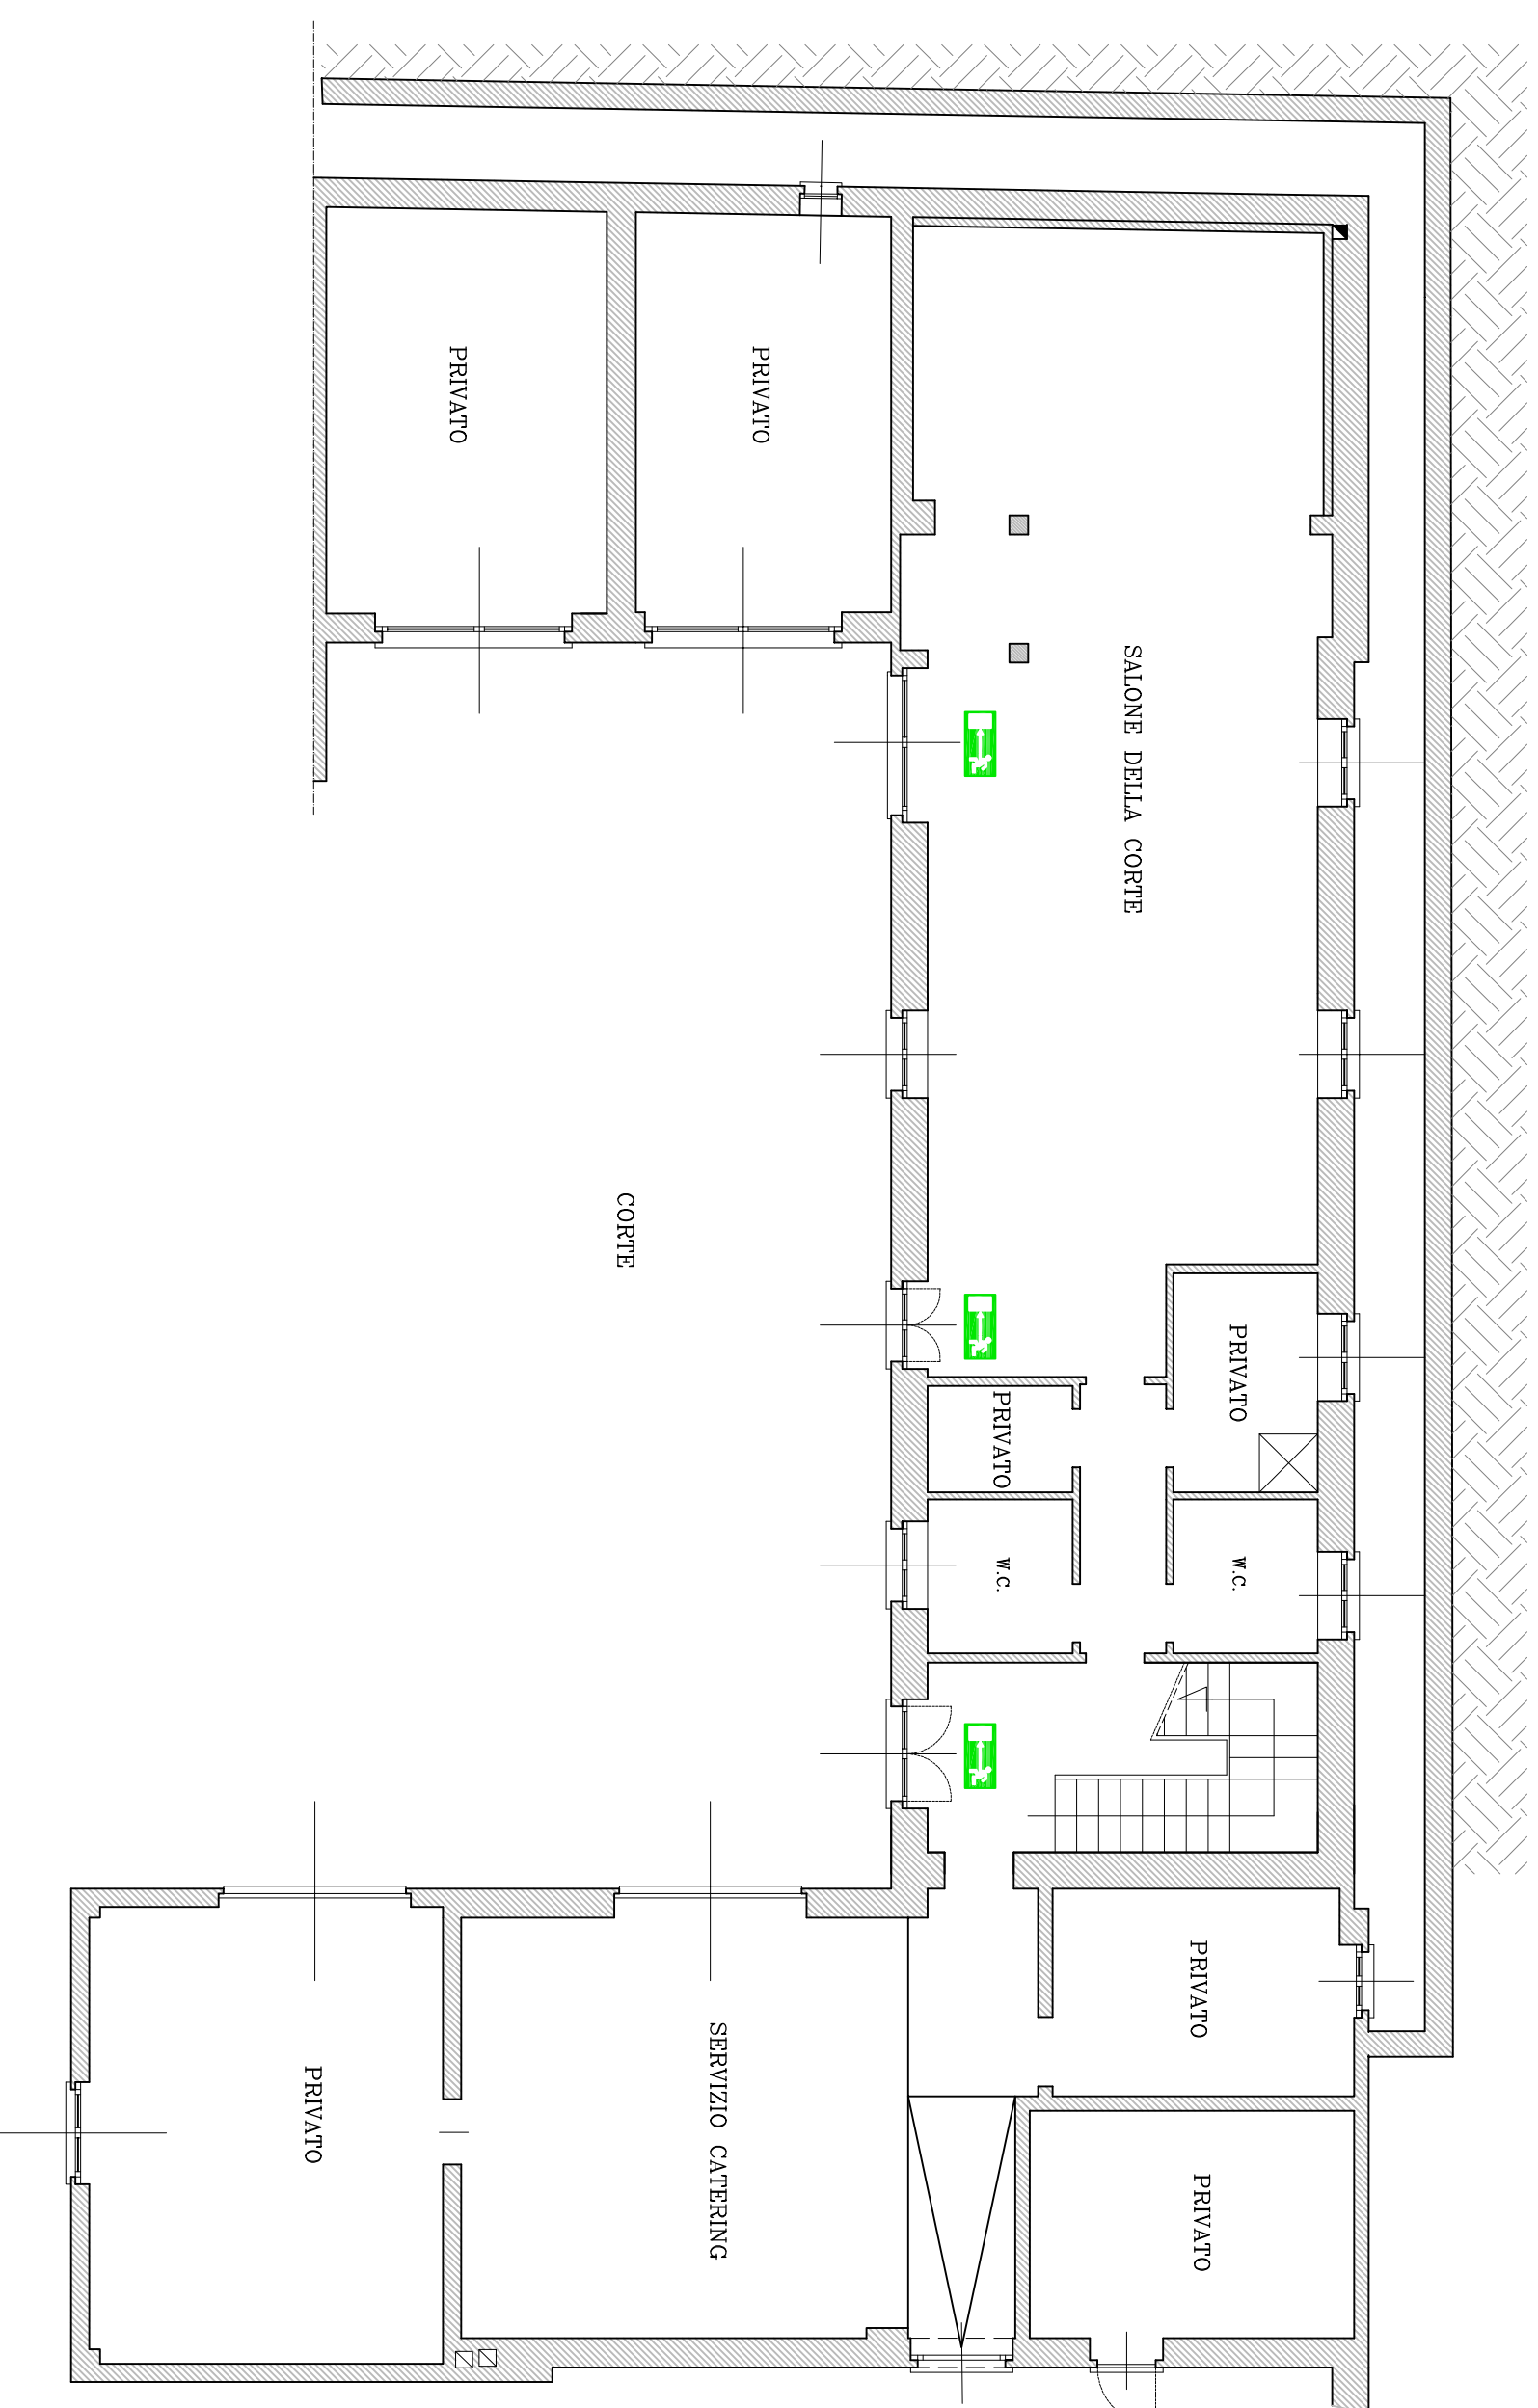 PRIVATO
PRIVATO
SALONE DELLA CORTE
CORTE
PRIVATO
PRIVATO
W.C.
W.C.
PRIVATO
SERVIZIO CATERING
PRIVATO
PRIVATO